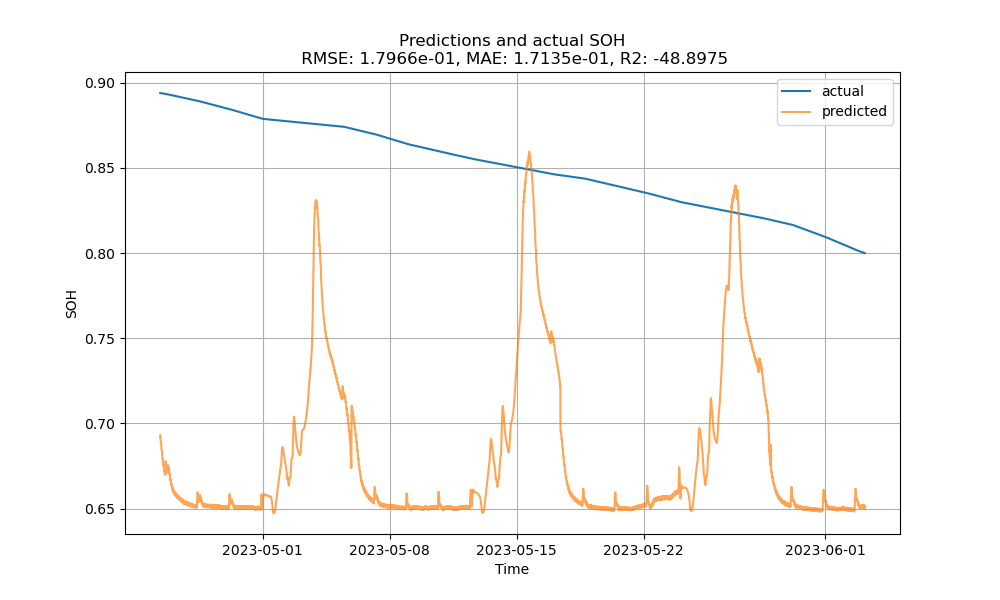 Predictions and actual SOH
RMSE: 1.7966e-01, MAE: 1.7135e-01, R2: -48.8975
actual
predicted
0.90
0.85
0.80
0.75
0.70
0.65
SOH
2023-05-01
2023-05-08
2023-05-15
2023-05-22
2023-06-01
Time